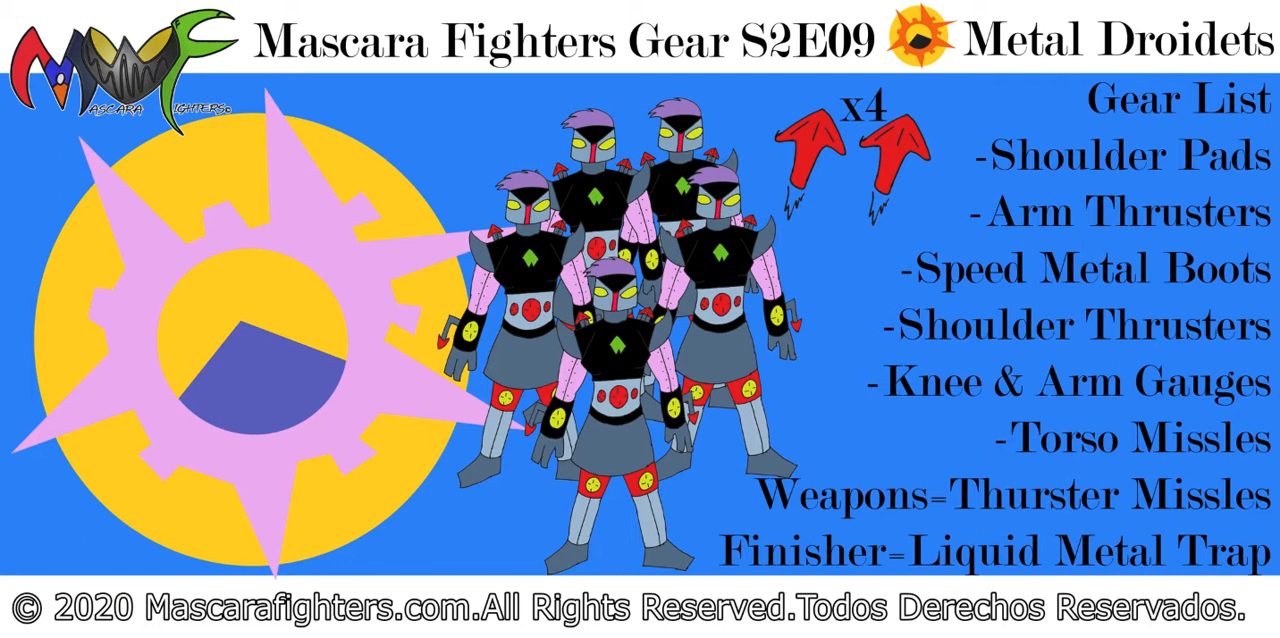 Mascara Fighters Gear S2E09 Metal Droidets
MASCARA FIGHTERS©
x4
Gear List
-Shoulder Pads
-Arm Thrusters
-Speed Metal Boots
-Shoulder Thrusters
-Knee & Arm Gauges
-Torso Missles
Weapons=Thurster Missles
Finisher=Liquid Metal Trap
© 2020 Mascarafighters.com.All Rights Reserved.Todos Derechos Reservados.